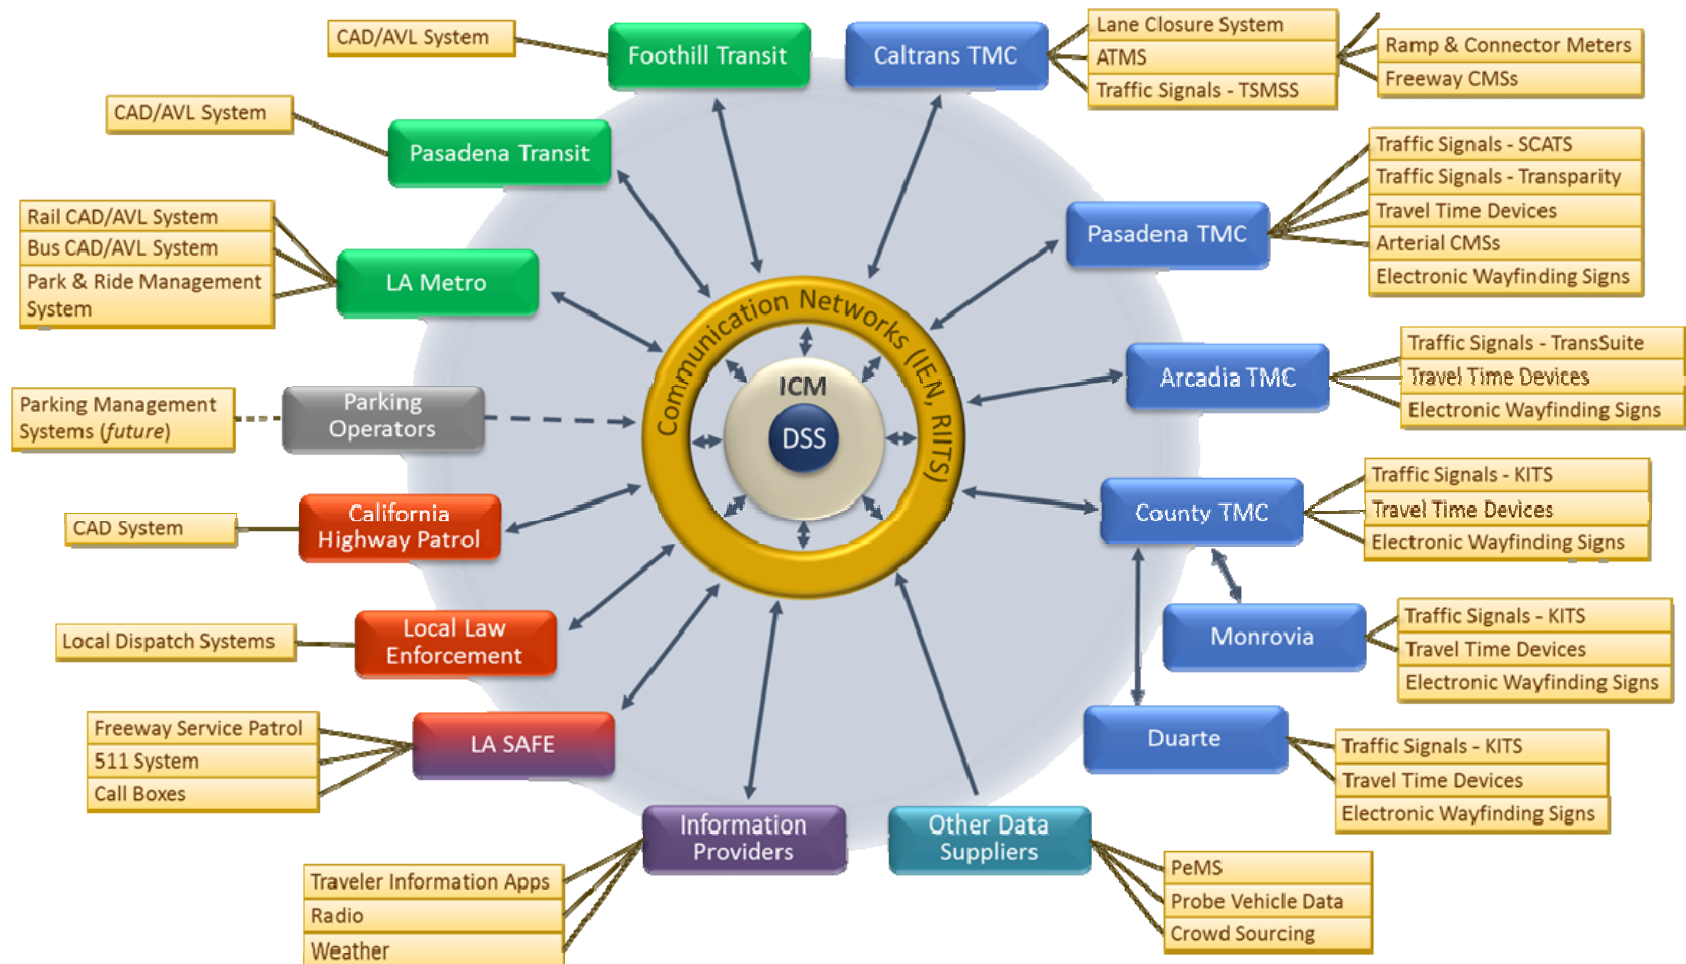 CAD/AVL System
Foothill Transit
Caltrans TMC
Lane Closure System
ATMS
Traffic Signals - TSMSS
Ramp & Connector Meters
Freeway CMSs
CAD/AVL System
Pasadena Transit
Traffic Signals - SCATS
Traffic Signals - Transparity
Travel Time Devices
Arterial CMSs
Electronic Wayfinding Signs
Pasadena TMC
Rail CAD/AVL System
Bus CAD/AVL System
Park & Ride Management
System
LA Metro
Communication Networks (IEN, RIITS)
ICM
DSS
Arcadia TMC
Traffic Signals - TransSuite
Travel Time Devices
Electronic Wayfinding Signs
Parking Management
Systems (future)
Parking
Operators
CAD System
California
Highway Patrol
County TMC
Traffic Signals - KITS
Travel Time Devices
Electronic Wayfinding Signs
Local Dispatch Systems
Local Law
Enforcement
Monrovia
Traffic Signals - KITS
Travel Time Devices
Electronic Wayfinding Signs
Freeway Service Patrol
511 System
Call Boxes
LA SAFE
Duarte
Traffic Signals - KITS
Travel Time Devices
Electronic Wayfinding Signs
Information
Providers
Traveler Information Apps
Radio
Weather
Other Data
Suppliers
PeMS
Probe Vehicle Data
Crowd Sourcing